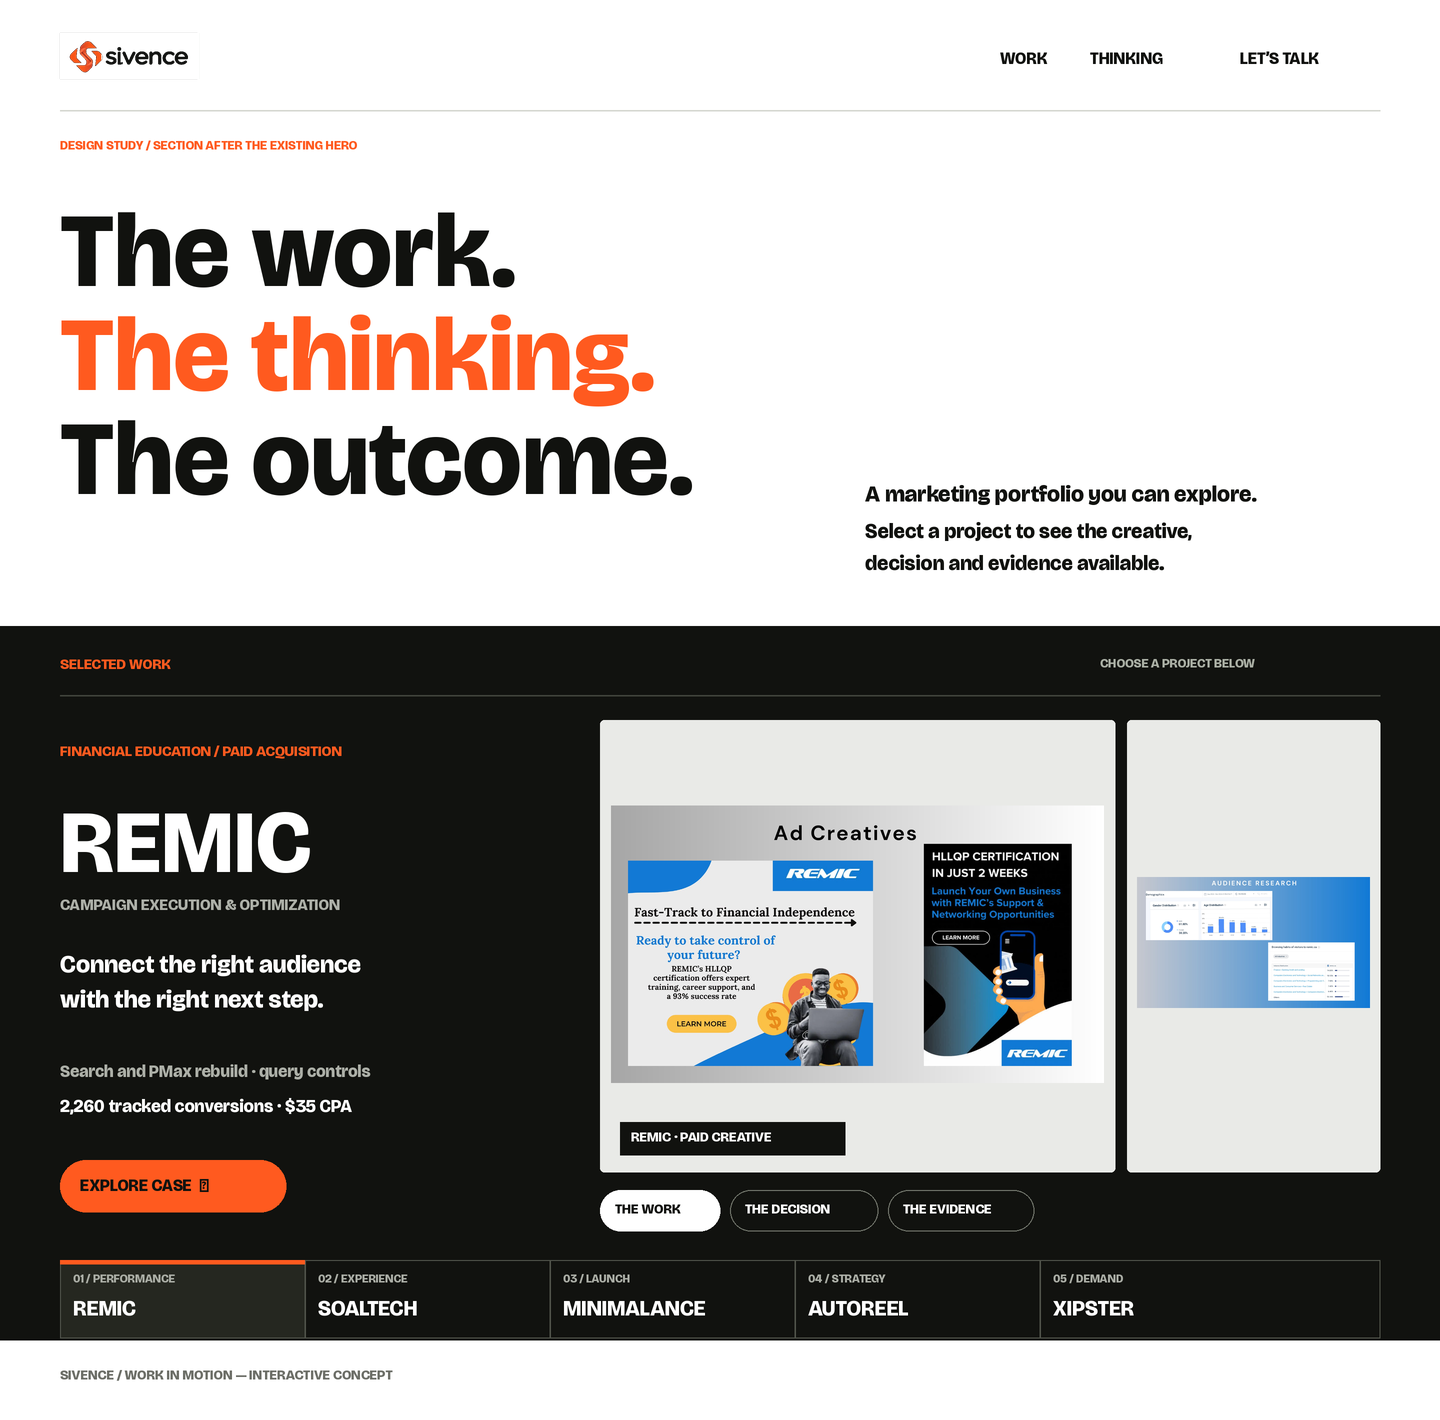 sivence
WORK
THINKING
LET'S TALK
DESIGN STUDY / SECTION AFTER THE EXISTING HERO
The work.
The thinking.
The outcome.
A marketing portfolio you can explore.
Select a project to see the creative,
decision and evidence available.
SELECTED WORK
CHOOSE A PROJECT BELOW
FINANCIAL EDUCATION / PAID ACQUISITION
REMIC
CAMPAIGN EXECUTION & OPTIMIZATION
Connect the right audience
with the right next step.
Search and PMax rebuild · query controls
2,260 tracked conversions · $35 CPA
EXPLORE CASE
Ad Creatives
REMIC
Fast-Track to Financial Independence
Ready to take control of
your future?
REMIC's HLLQP
certification offers expert
training, career support, and
a 93% success rate
LEARN MORE
HLLQP CERTIFICATION
IN JUST 2 WEEKS
Launch Your Own Business
with REMIC's Support &
Networking Opportunities
LEARN MORE
REMIC
AUDIENCE RESEARCH
REMIC · PAID CREATIVE
THE WORK
THE DECISION
THE EVIDENCE
01 / PERFORMANCE
REMIC
02 / EXPERIENCE
SOALTECH
03 / LAUNCH
MINIMALANCE
04 / STRATEGY
AUTOREEL
05 / DEMAND
XIPSTER
SIVENCE / WORK IN MOTION — INTERACTIVE CONCEPT